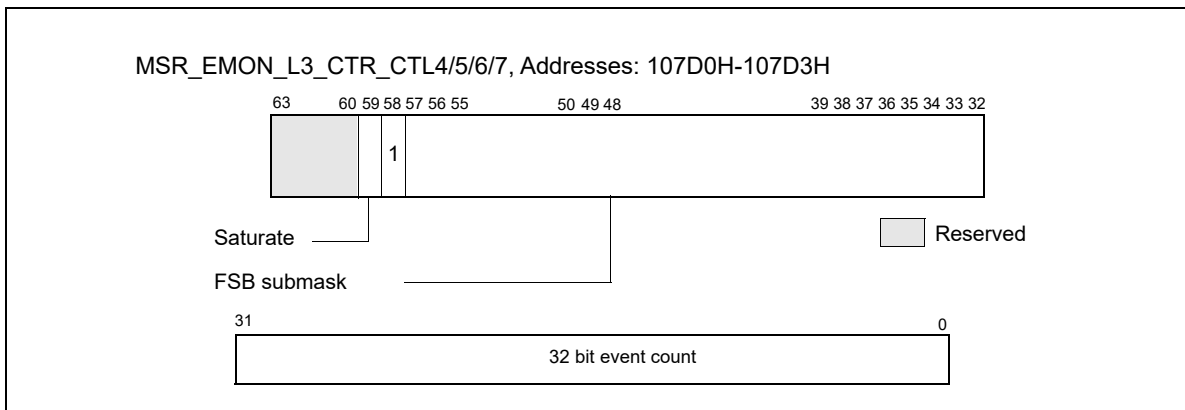 MSR_EMON_L3_CTR_CTL4/5/6/7, Addresses: 107D0H-107D3H
63 60 59 58 57 56 55 50 49 48 39 38 37 36 35 34 33 32
1
Saturate
Reserved
FSB submask
31 0
32 bit event count